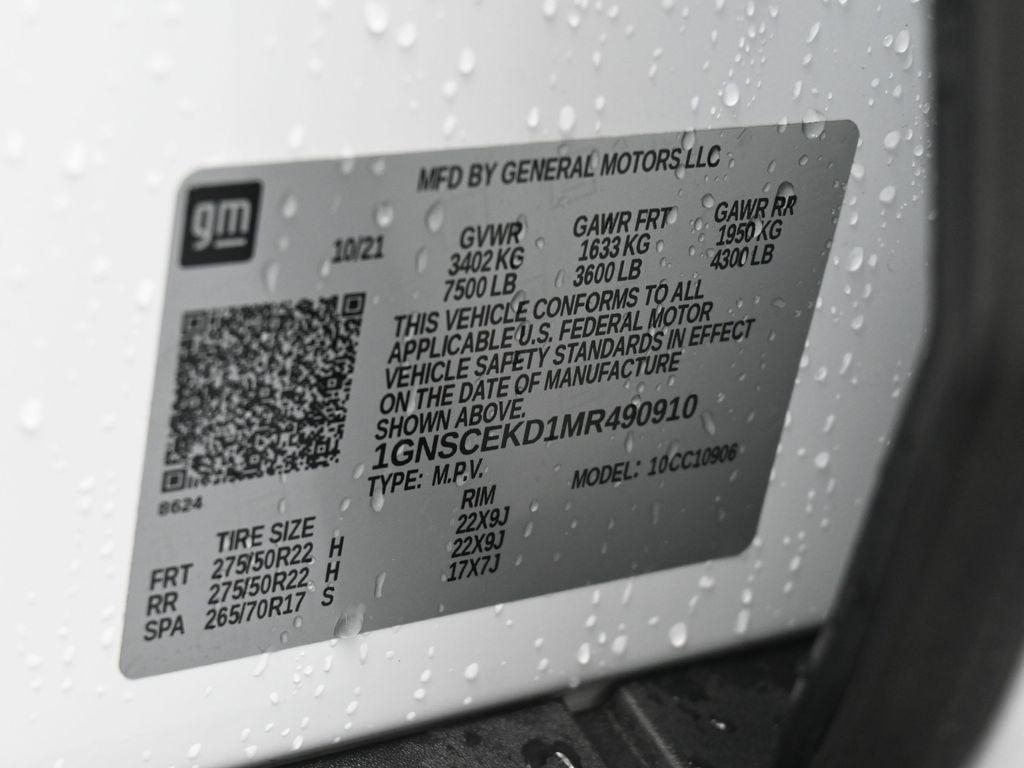 MFD BY GENERAL MOTORS LLC
gm
10/21
GVWR GAWR FRT GAWR RR
3402 KG 1633 KG 1950 KG
7500 LB 3600 LB 4300 LB
THIS VEHICLE CONFORMS TO ALL
APPLICABLE U.S. FEDERAL MOTOR
VEHICLE SAFETY STANDARDS IN EFFECT
ON THE DATE OF MANUFACTURE
SHOWN ABOVE.
1GNSCEKD1MR490910
TYPE: M.P.V. MODEL: 10CC10906
8624
TIRE SIZE RIM
FRT 275/50R22 H 22X9J
RR 275/50R22 H 22X9J
SPA 265/70R17 S 17X7J